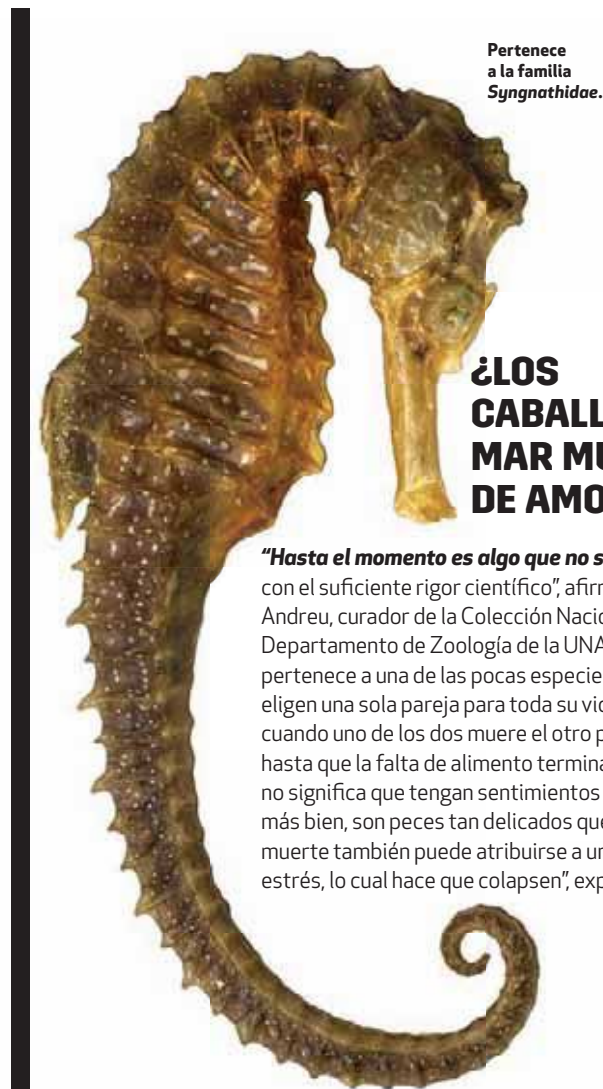 Pertenece
a la familia
Syngnathidae.
¿LOS
CABALL
MAR MU
DE AMO
“Hasta el momento es algo que no s
con el suficiente rigor científico”, afirm
Andreu, curador de la Colección Nacio
Departamento de Zoología de la UNA
pertenece a una de las pocas especie
eligen una sola pareja para toda su vid
cuando uno de los dos muere el otro p
hasta que la falta de alimento termina
no significa que tengan sentimientos
más bien, son peces tan delicados que
muerte también puede atribuirse a un
estrés, lo cual hace que colapsen”, exp